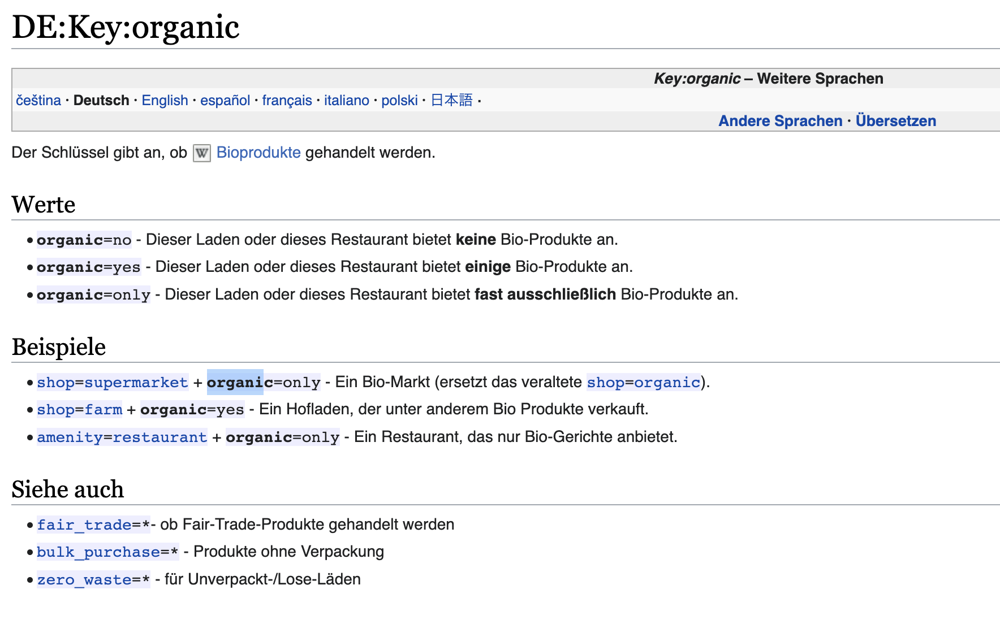 DE:Key:organic
Key:organic – Weitere Sprachen
čeština · Deutsch · English · español · français · italiano · polski · 日本語 ·
Andere Sprachen · Übersetzen
Der Schlüssel gibt an, ob W Bioprodukte gehandelt werden.
Werte
• organic=no - Dieser Laden oder dieses Restaurant bietet keine Bio-Produkte an.
• organic=yes - Dieser Laden oder dieses Restaurant bietet einige Bio-Produkte an.
• organic=only - Dieser Laden oder dieses Restaurant bietet fast ausschließlich Bio-Produkte an.
Beispiele
• shop=supermarket + organic=only - Ein Bio-Markt (ersetzt das veraltete shop=organic).
• shop=farm + organic=yes - Ein Hofladen, der unter anderem Bio Produkte verkauft.
• amenity=restaurant + organic=only - Ein Restaurant, das nur Bio-Gerichte anbietet.
Siehe auch
• fair_trade=*- ob Fair-Trade-Produkte gehandelt werden
• bulk_purchase=* - Produkte ohne Verpackung
• zero_waste=* - für Unverpackt-/Lose-Läden